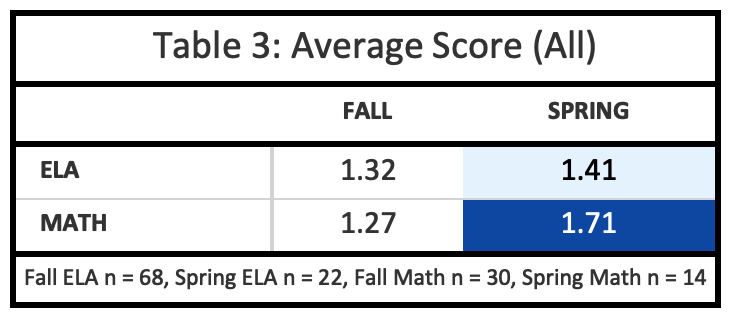 Table 3: Average Score (All)
FALL SPRING
ELA 1.32 1.41
MATH 1.27 1.71
Fall ELA n = 68, Spring ELA n = 22, Fall Math n = 30, Spring Math n = 14